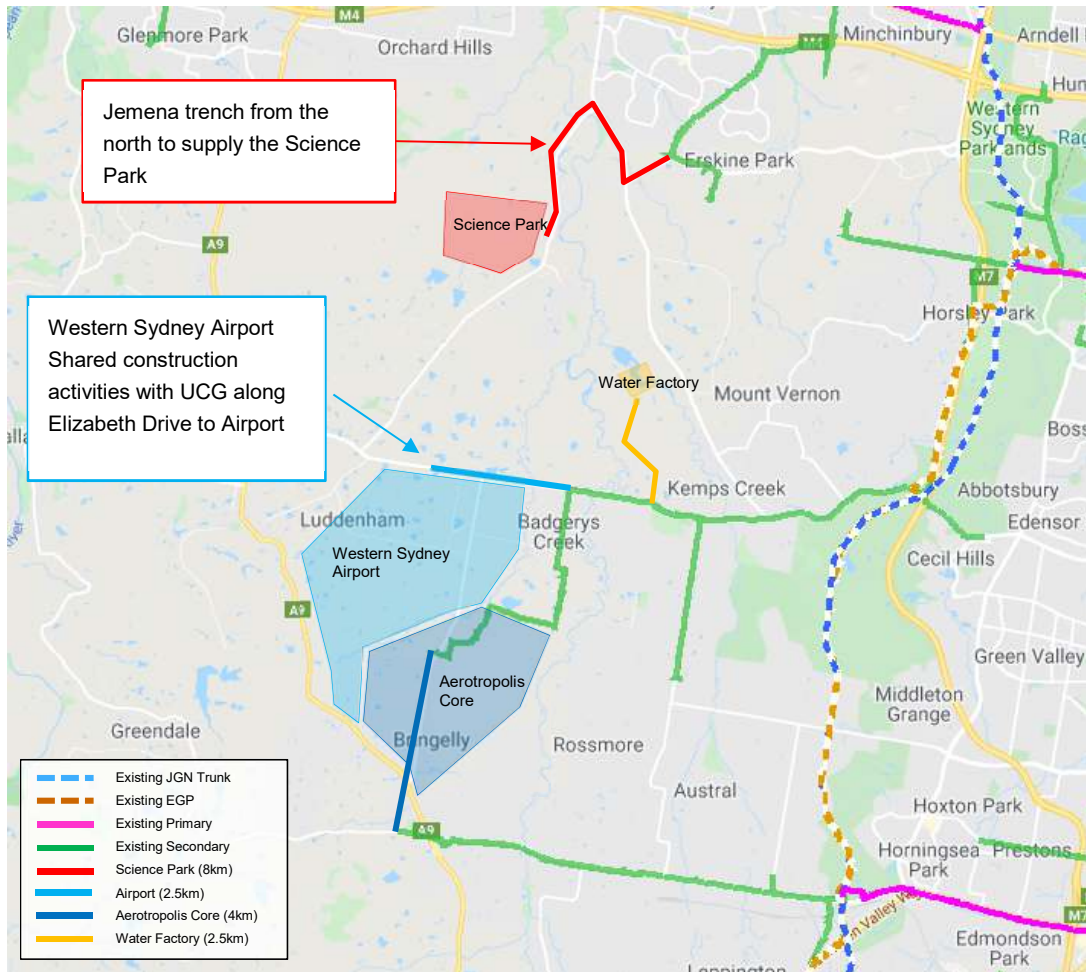 M4
Glenmore Park
Orchard Hills
Minchinbury
Arndell
M4
Jemena trench from the
north to supply the Science
Park
Western
Sydney
Parklands
Erskine Park
Science Park
A9
M7
Horsley Park
Western Sydney Airport
Shared construction
activities with UCG along
Elizabeth Drive to Airport
Water Factory
Mount Vernon
Kemps Creek
Abbotsbury
Luddenham
Badgerys
Creek
Edensor
Cecil Hills
Western Sydney
Airport
A9
Green Valley
Aerotropolis
Core
Middleton
Grange
Greendale
Bringelly
Rossmore
Austral
Hoxton Park
A9
Horningsea
Park
Prestons
M7
Edmondson
Park
Leppington
Existing JGN Trunk
Existing EGP
Existing Primary
Existing Secondary
Science Park (8km)
Airport (2.5km)
Aerotropolis Core (4km)
Water Factory (2.5km)